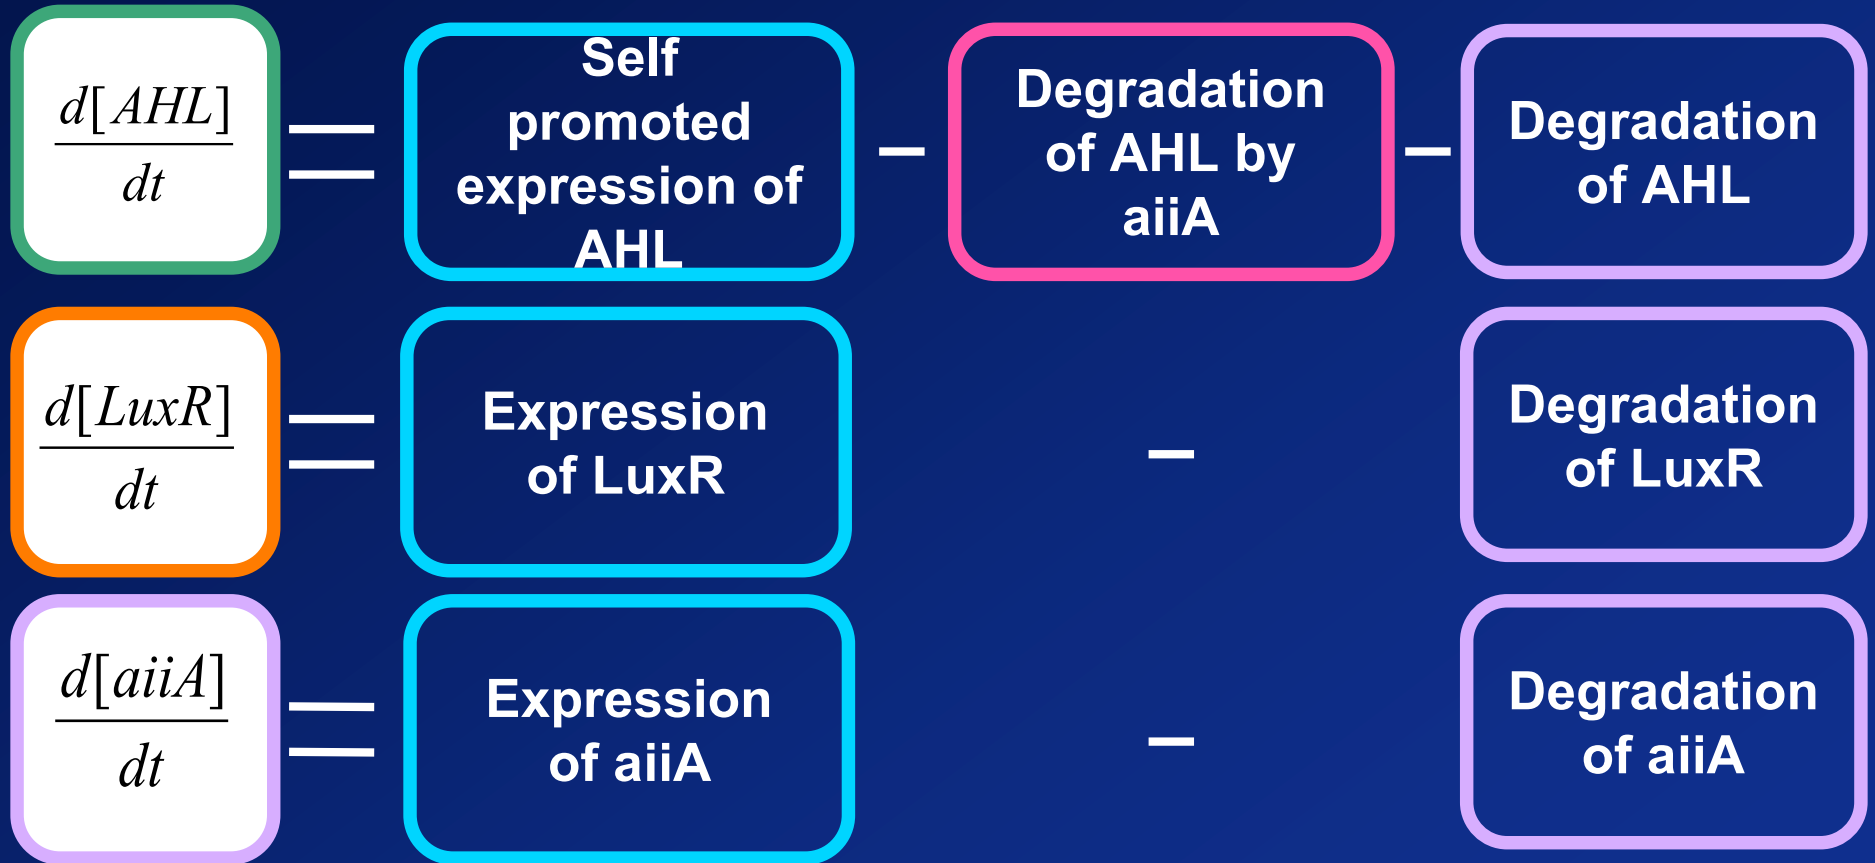 d[AHL]
dt
=
Self
promoted
expression of
AHL
–
Degradation
of AHL by
aiiA
–
Degradation
of AHL
d[LuxR]
dt
=
Expression
of LuxR
–
Degradation
of LuxR
d[aiiA]
dt
=
Expression
of aiiA
–
Degradation
of aiiA